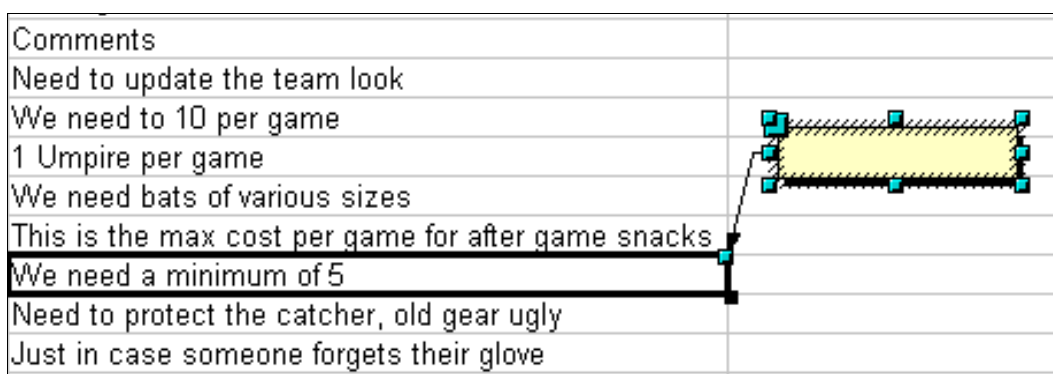 Comments
Need to update the team look
We need to 10 per game
1 Umpire per game
We need bats of various sizes
This is the max cost per game for after game snacks
We need a minimum of 5
Need to protect the catcher, old gear ugly
Just in case someone forgets their glove